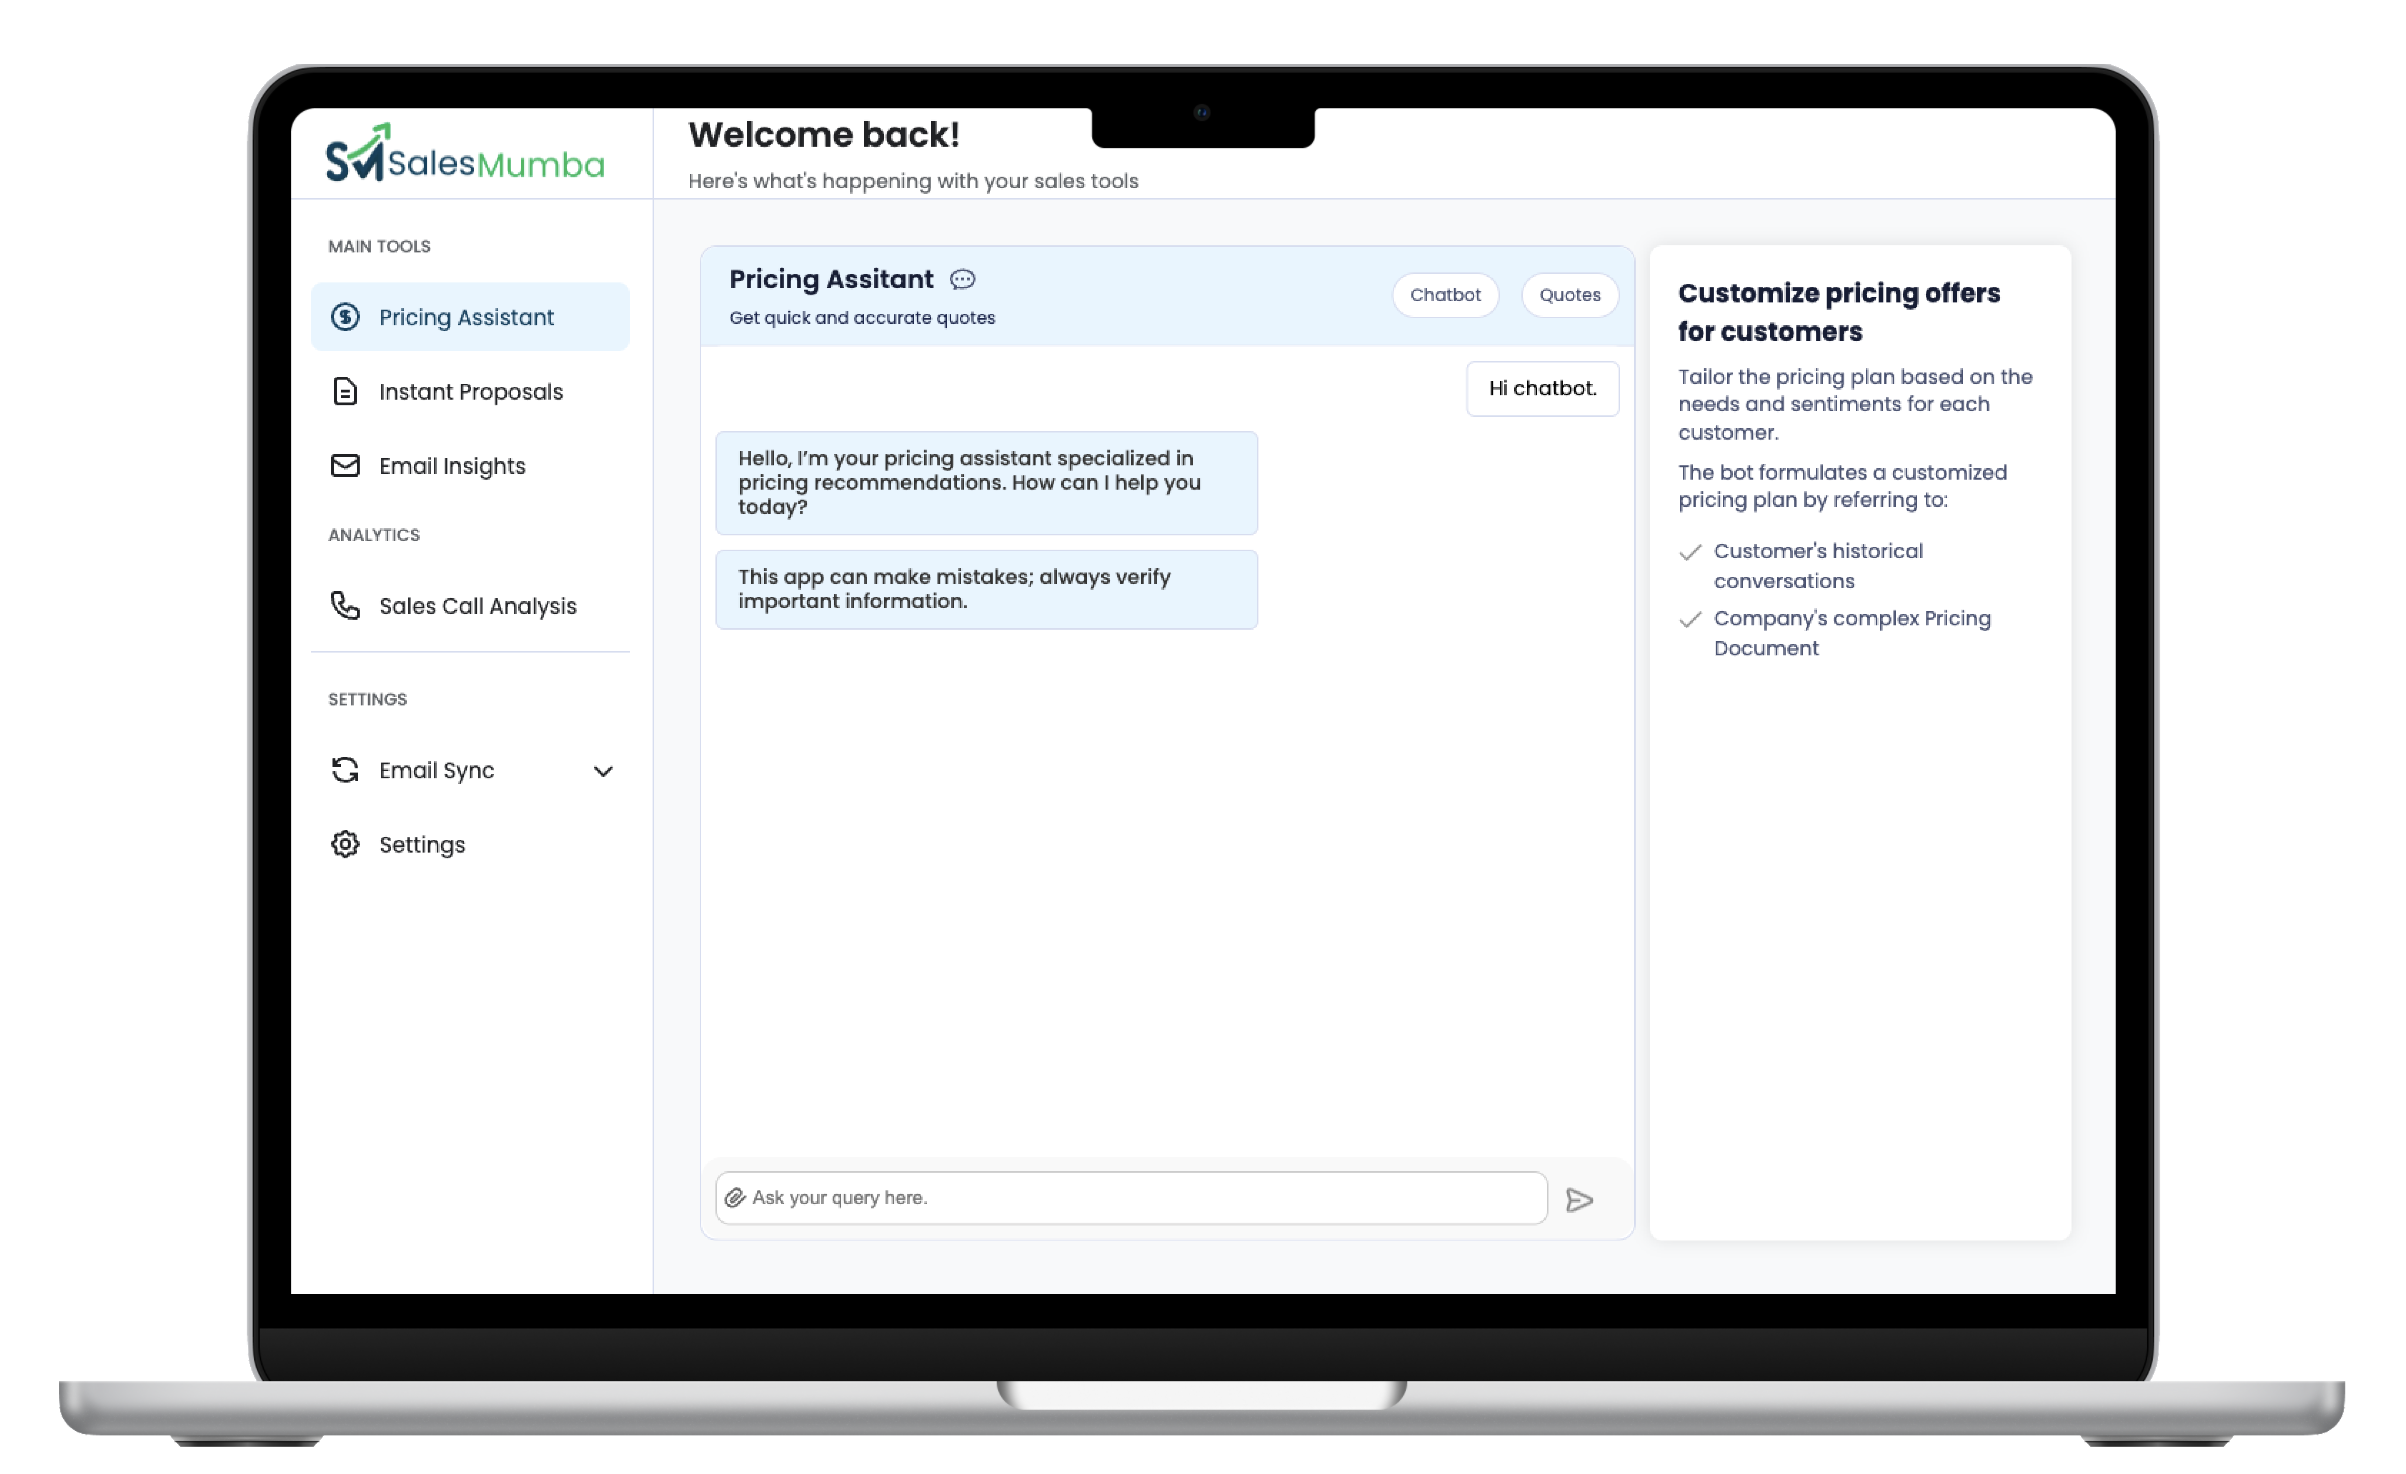 SM SalesMumba
MAIN TOOLS
Pricing Assistant
Instant Proposals
Email Insights
ANALYTICS
Sales Call Analysis
SETTINGS
Email Sync
Settings
Welcome back!
Here's what's happening with your sales tools
Pricing Assitant
Get quick and accurate quotes
Chatbot
Quotes
Hi chatbot.
Hello, I'm your pricing assistant specialized in
pricing recommendations. How can I help you
today?
This app can make mistakes; always verify
important information.
Ask your query here.
Customize pricing offers
for customers
Tailor the pricing plan based on the
needs and sentiments for each
customer.
The bot formulates a customized
pricing plan by referring to:
Customer's historical
conversations
Company's complex Pricing
Document